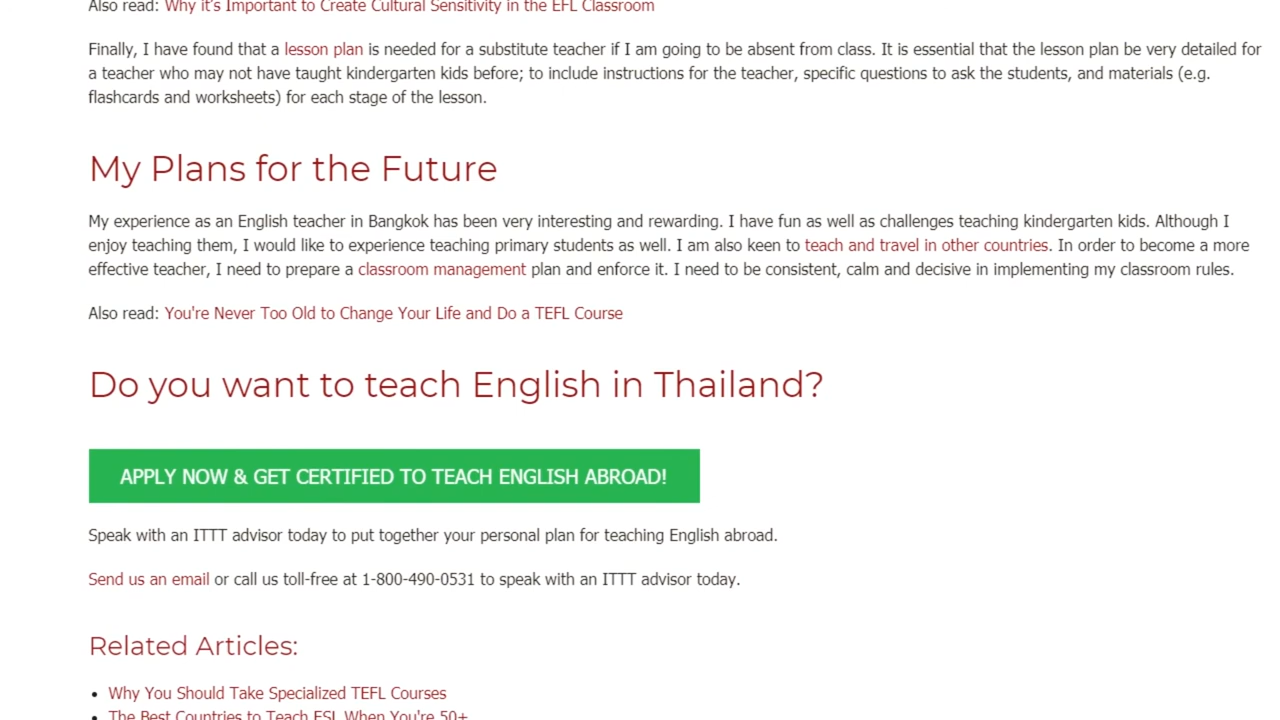 Also read: Why it's Important to Create Cultural Sensitivity in the EFL Classroom
Finally, I have found that a lesson plan is needed for a substitute teacher if I am going to be absent from class. It is essential that the lesson plan be very detailed for
a teacher who may not have taught kindergarten kids before; to include instructions for the teacher, specific questions to ask the students, and materials (e.g.
flashcards and worksheets) for each stage of the lesson.
My Plans for the Future
My experience as an English teacher in Bangkok has been very interesting and rewarding. I have fun as well as challenges teaching kindergarten kids. Although I
enjoy teaching them, I would like to experience teaching primary students as well. I am also keen to teach and travel in other countries. In order to become a more
effective teacher, I need to prepare a classroom management plan and enforce it. I need to be consistent, calm and decisive in implementing my classroom rules.
Also read: You're Never Too Old to Change Your Life and Do a TEFL Course
Do you want to teach English in Thailand?
APPLY NOW & GET CERTIFIED TO TEACH ENGLISH ABROAD!
Speak with an ITTT advisor today to put together your personal plan for teaching English abroad.
Send us an email or call us toll-free at 1-800-490-0531 to speak with an ITTT advisor today.
Related Articles:
• Why You Should Take Specialized TEFL Courses
• The Best Countries to Teach ESL When You're 50+